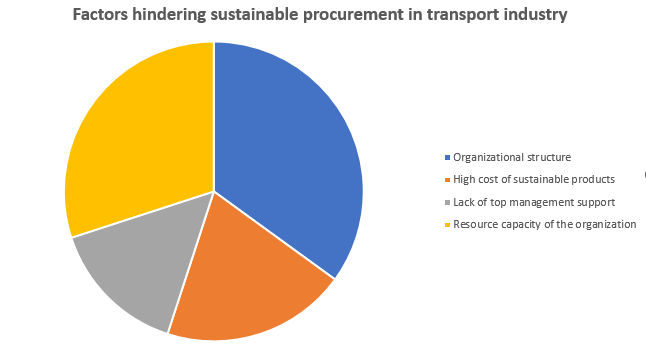 Factors hindering sustainable procurement in transport industry
Organizational structure
High cost of sustainable products
Lack of top management support
Resource capacity of the organization